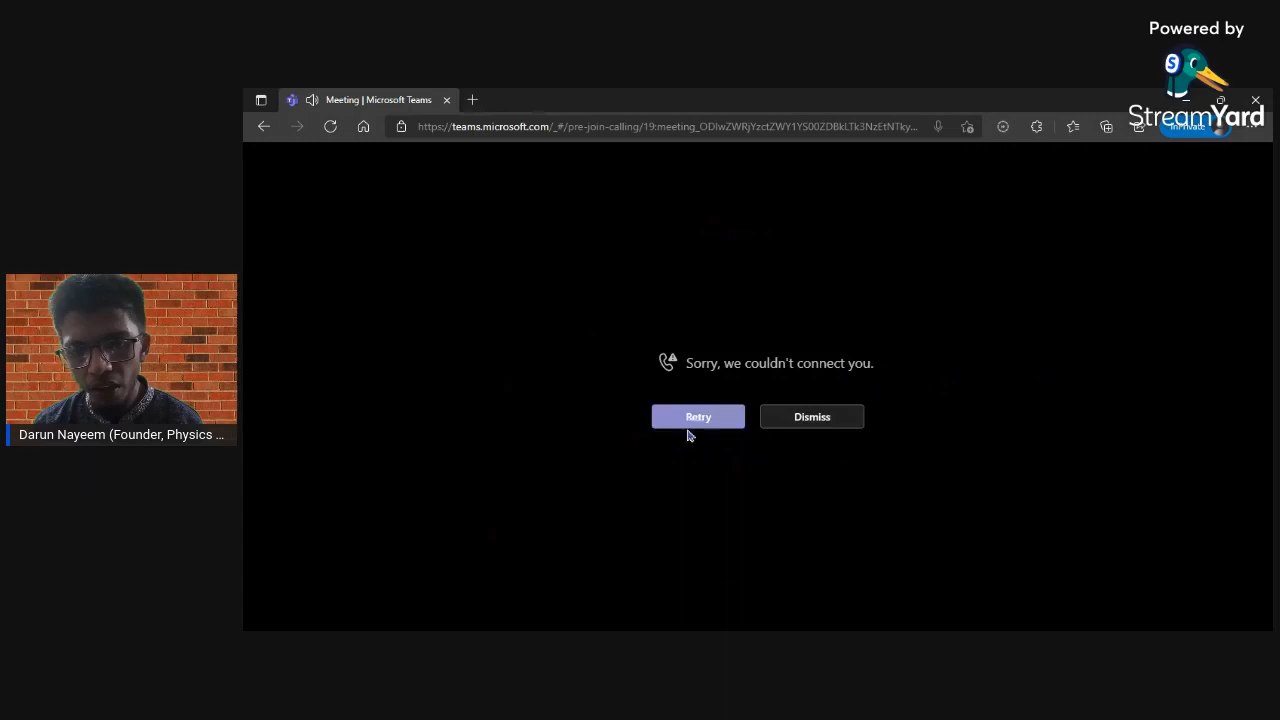 Powered by
S
StreamYard
Meeting | Microsoft Teams
https://teams.microsoft.com/_#/pre-join-calling/19:meeting_ODIwZWRjYzctZWY1YS00ZDBkLTk3NzEtNTky...
InPrivate
Sorry, we couldn't connect you.
Retry
Dismiss
Darun Nayeem (Founder, Physics ...